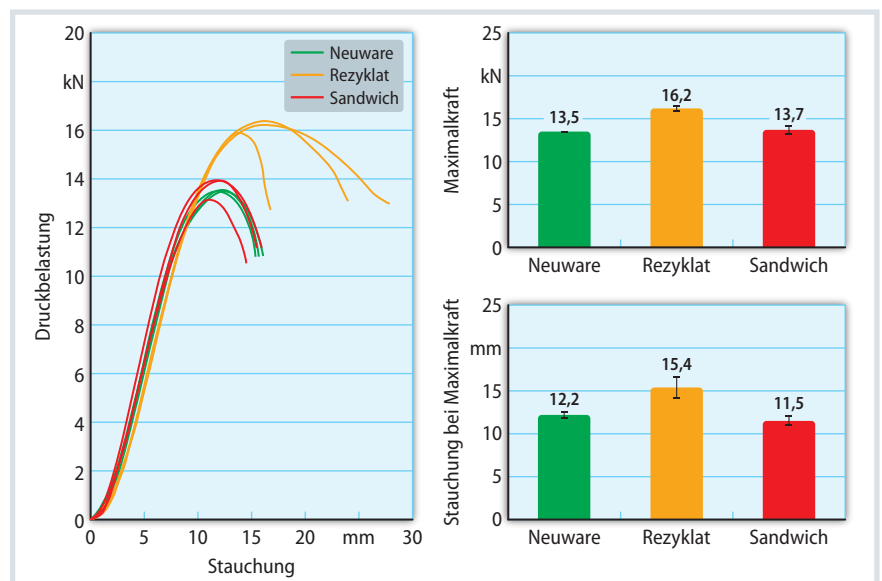 20
kN
16
14
12
10
8
6
4
2
0
Druckbelastung
Neuware
Rezyklat
Sandwich
0 5 10 15 20 mm 30
Stauchung
25
kN
15
10
5
0
Maximalkraft
13,5 16,2 13,7
Neuware Rezyklat Sandwich
25
mm
15
10
5
0
Stauchung bei Maximalkraft
12,2 15,4 11,5
Neuware Rezyklat Sandwich